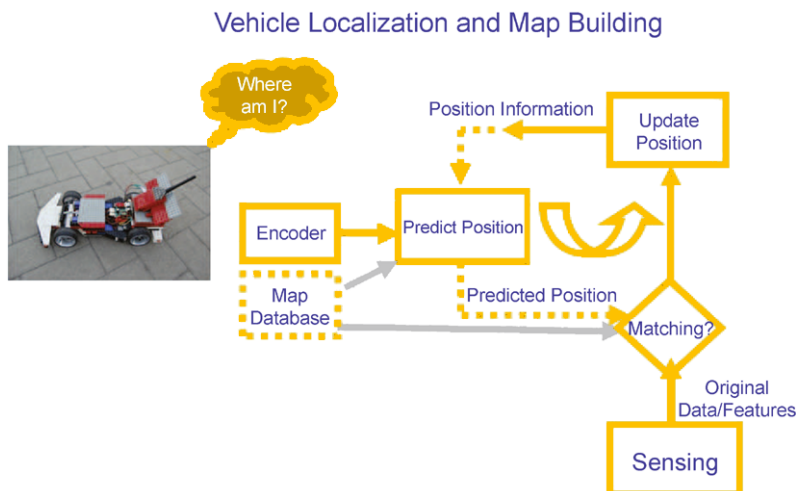 Vehicle Localization and Map Building
Where
am I?
Position Information
Update
Position
Encoder
Predict Position
Map
Database
Predicted Position
Matching?
Original
Data/Features
Sensing